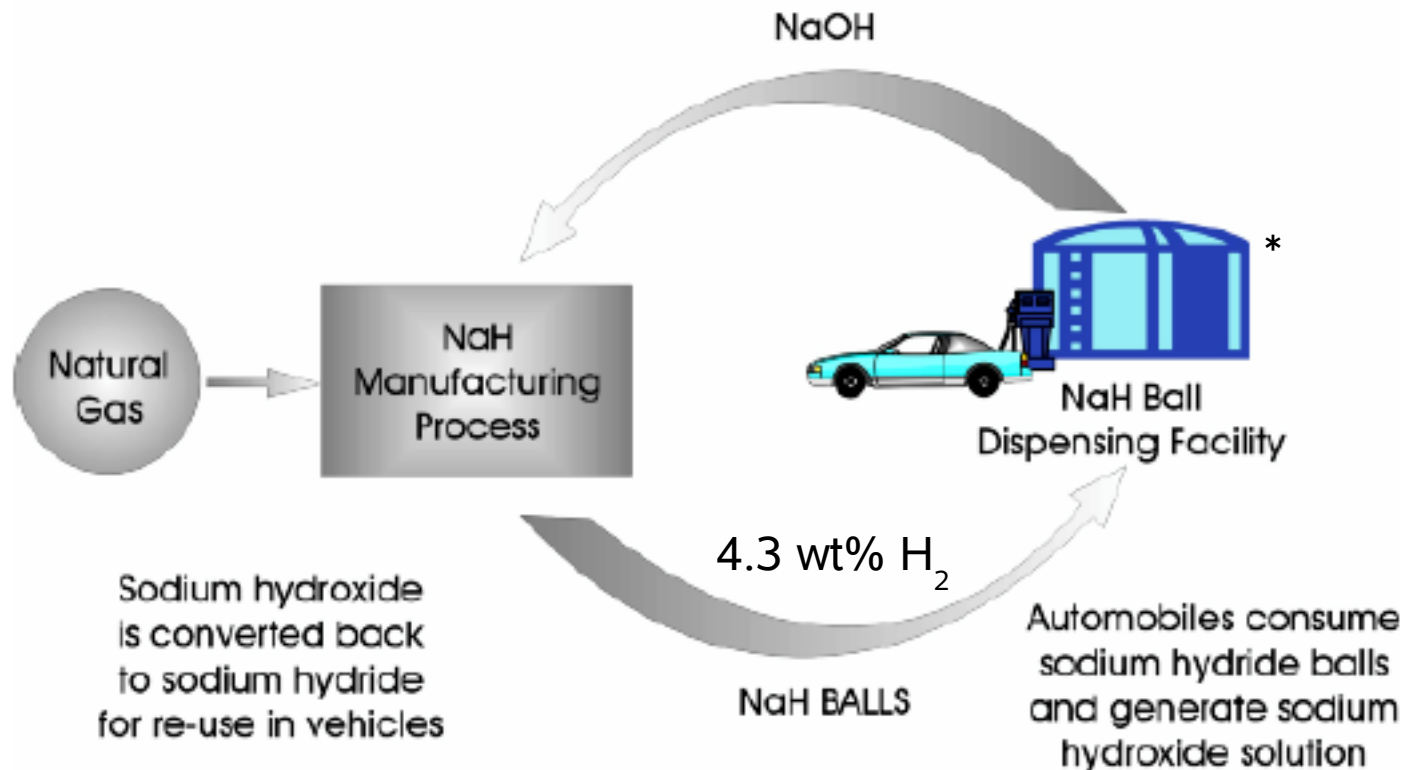 NaOH
*
Natural
Gas
NaH
Manufacturing
Process
NaH Ball
Dispensing Facility
4.3 wt% H₂
NaH BALLS
Sodium hydroxide
is converted back
to sodium hydride
for re-use in vehicles
Automobiles consume
sodium hydride balls
and generate sodium
hydroxide solution